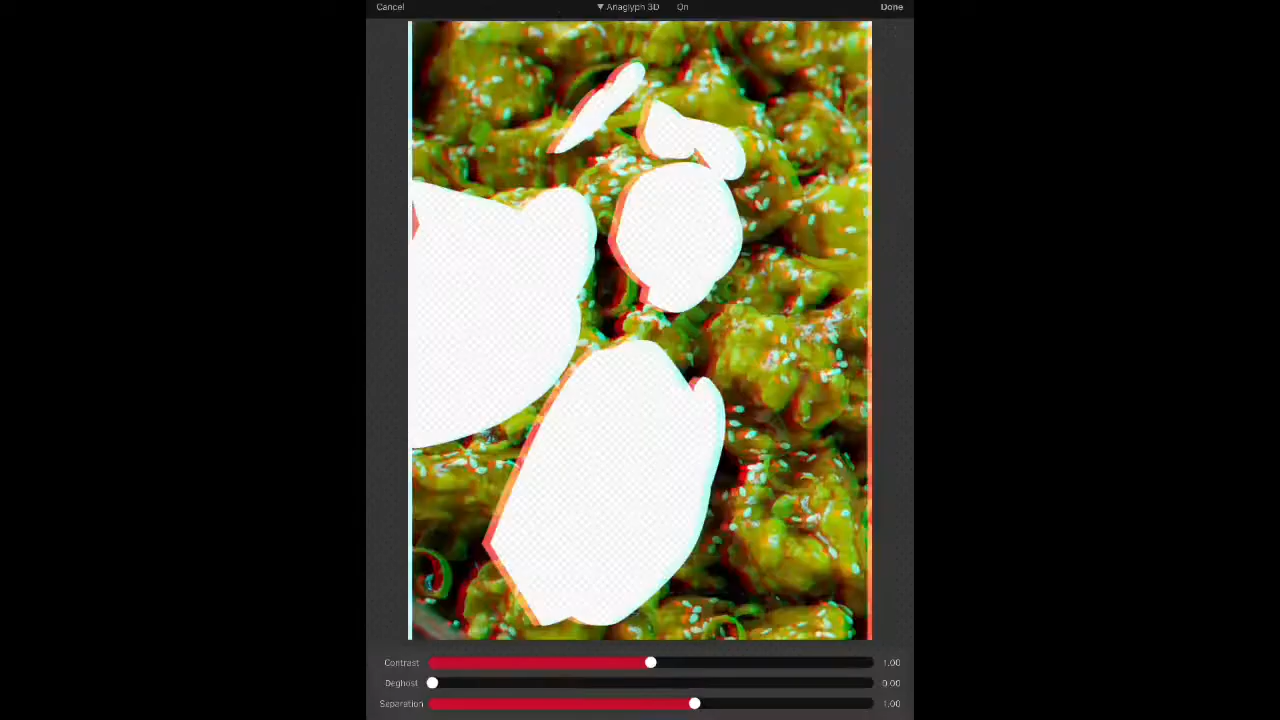 Cancel
▼ Anaglyph 3D On
Done
Contrast 1.00
Deghost 0.00
Separation 1.00